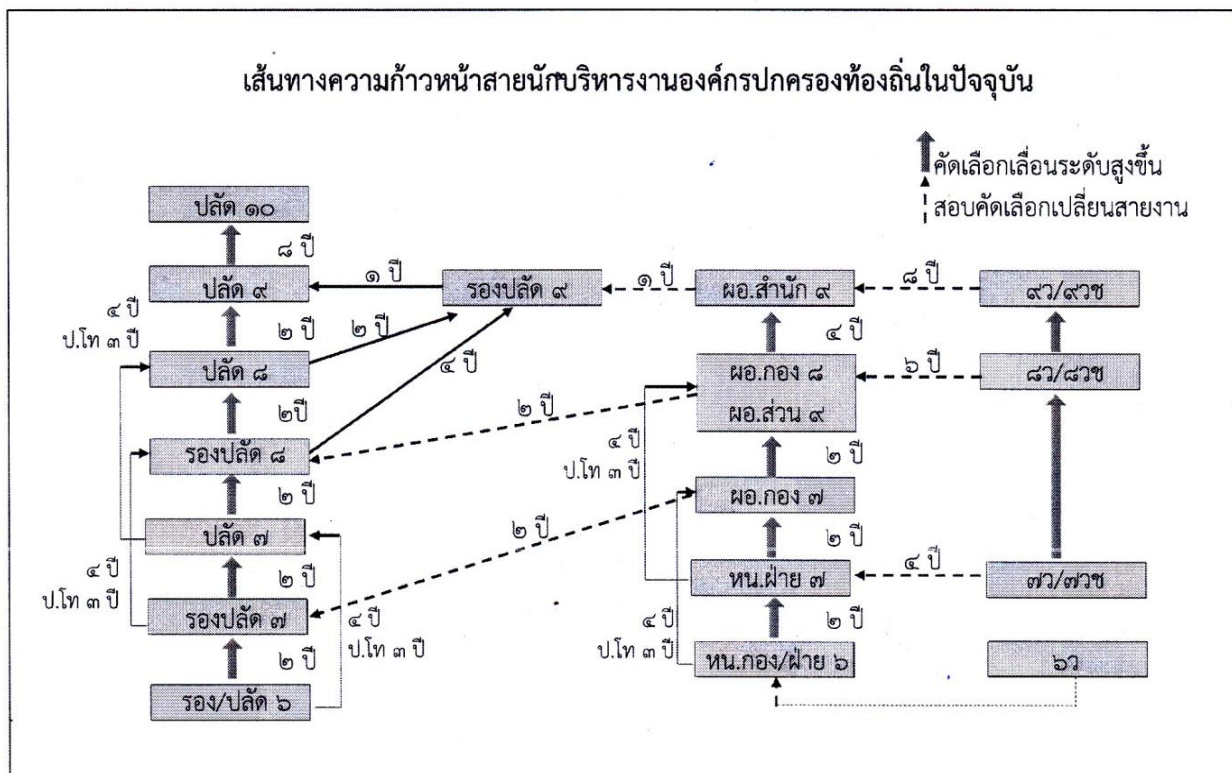 เส้นทางความก้าวหน้าสายนักบริหารงานองค์กรปกครองท้องถิ่นในปัจจุบัน
คัดเลือกเลื่อนระดับสูงขึ้น
สอบคัดเลือกเปลี่ยนสายงาน
ปลัด ๑๐
๘ ปี
ปลัด ๙
๑ ปี
รองปลัด ๙
๑ ปี
ผอ.สำนัก ๙
๘ ปี
๙ว/๙วช
๔ ปี
ป.โท ๓ ปี
๒ ปี
๒ ปี
๔ ปี
๔ ปี
ปลัด ๘
ผอ.กอง ๘
ผอ.ส่วน ๙
๖ ปี
๘ว/๘วช
๒ปี
๒ ปี
รองปลัด ๘
๔ ปี
ป.โท ๓ ปี
๒ ปี
๒ ปี
ผอ.กอง ๗
ปลัด ๗
๒ ปี
๒ ปี
๔ ปี
ป.โท ๓ ปี
๒ ปี
หน.ฝ่าย ๗
๔ ปี
๗ว/๗วช
รองปลัด ๗
๔ ปี
ป.โท ๓ ปี
๔ ปี
ป.โท ๓ ปี
๒ ปี
๒ ปี
หน.กอง/ฝ่าย ๖
๖ว
รอง/ปลัด ๖